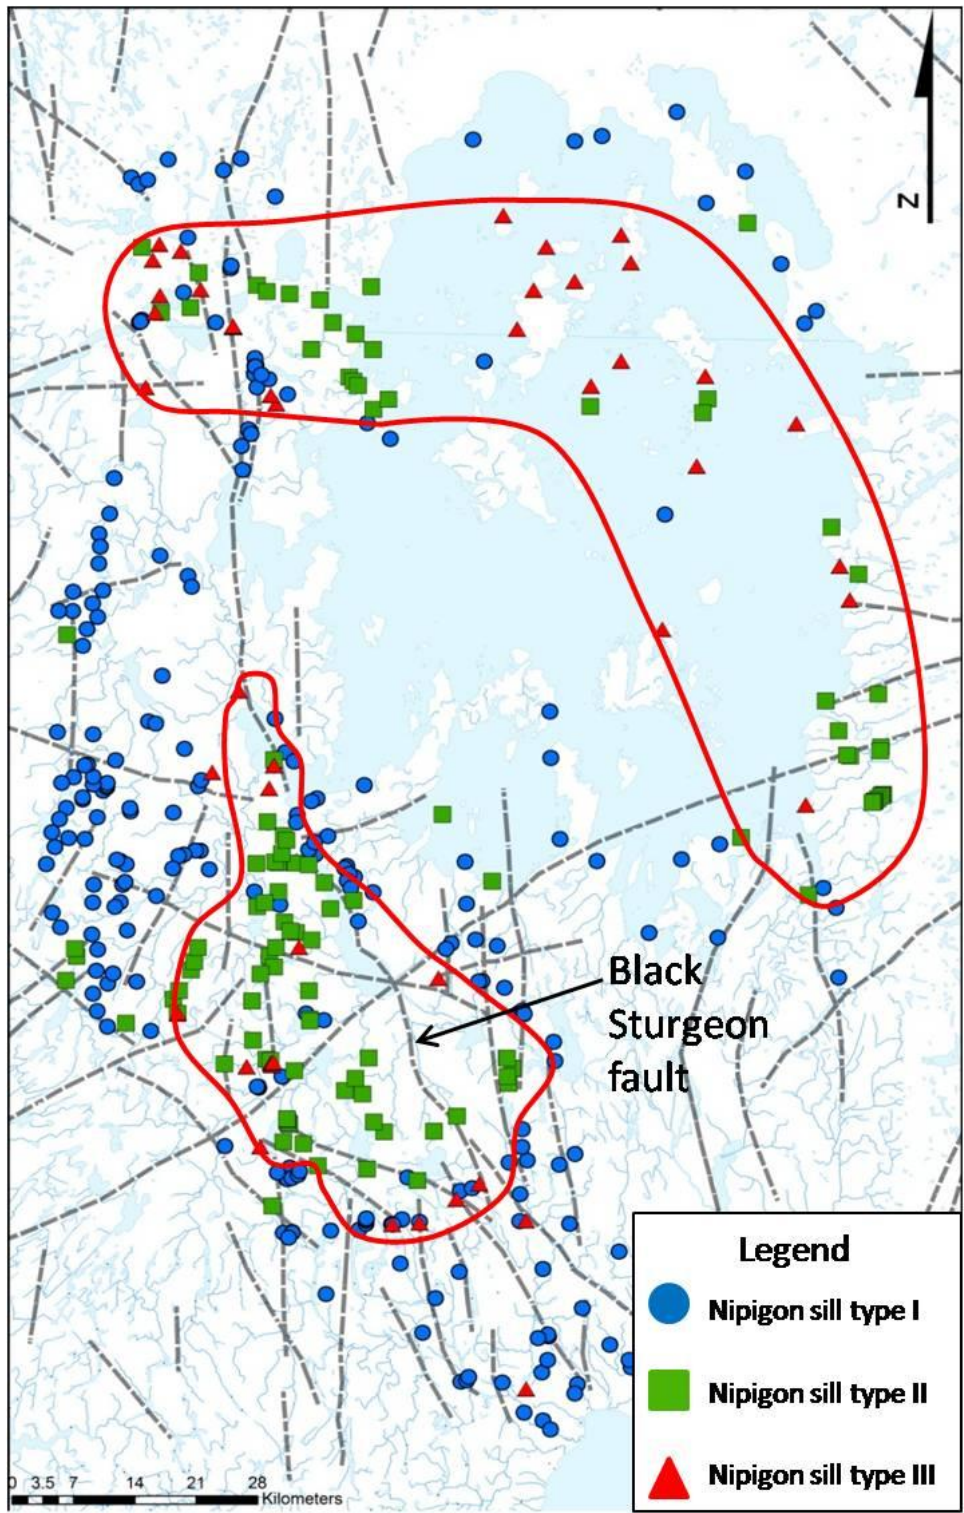 N
Black
Sturgeon
fault
Legend
Nipigon sill type I
Nipigon sill type II
Nipigon sill type III
0 3.5 7 14 21 28
Kilometers